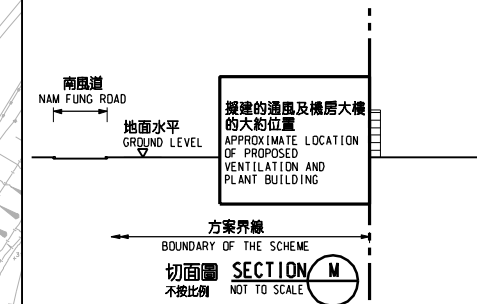 南風道
NAM FUNG ROAD
地面水平
GROUND LEVEL
擬建的通風及機房大樓
的大約位置
APPROXIMATE LOCATION
OF PROPOSED
VENTILATION AND
PLANT BUILDING
方案界線
BOUNDARY OF THE SCHEME
切面圖 SECTION M
不按比例 NOT TO SCALE